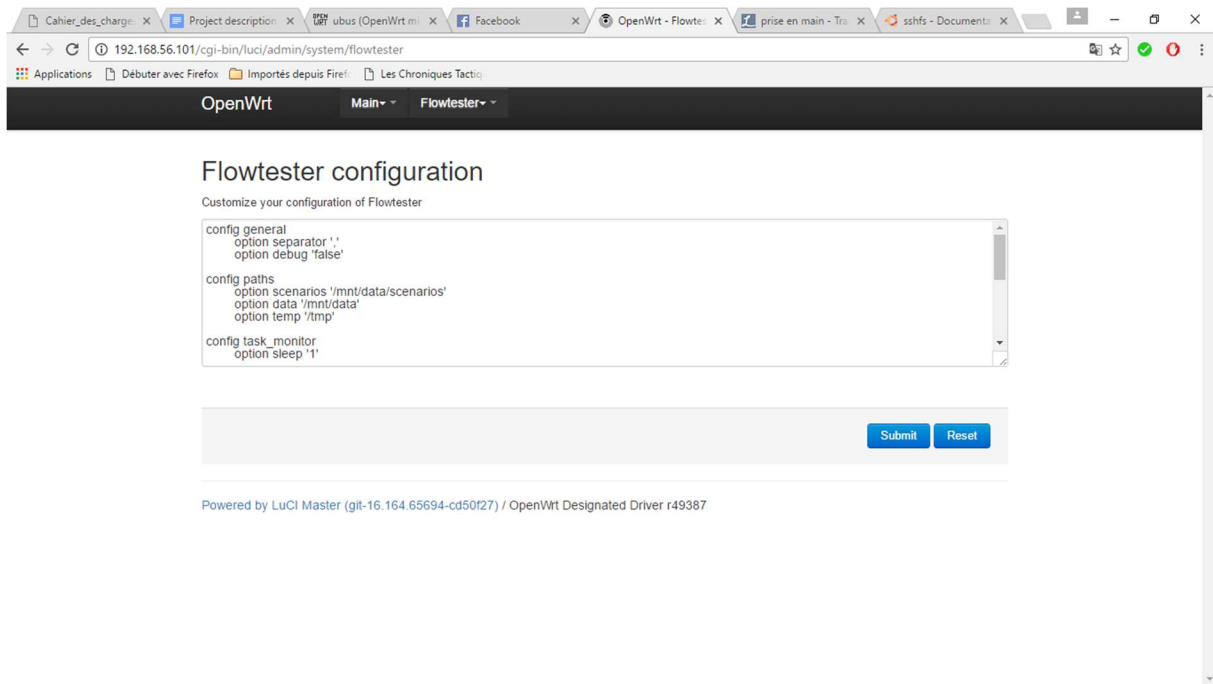 Cahier_des_charge
Project description
ubus (OpenWrt mi
Facebook
OpenWrt - Flowtes
prise en main - Tra
sshfs - Documenta
192.168.56.101/cgi-bin/luci/admin/system/flowtester
Applications
Débuter avec Firefox
Importés depuis Firef
Les Chroniques Tactiq
OpenWrt
Main
Flowtester
Flowtester configuration
Customize your configuration of Flowtester
config general
option separator ','
option debug 'false'
config paths
option scenarios '/mnt/data/scenarios'
option data '/mnt/data'
option temp '/tmp'
config task_monitor
option sleep '1'
Submit
Reset
Powered by LuCI Master (git-16.164.65694-cd50f27) / OpenWrt Designated Driver r49387